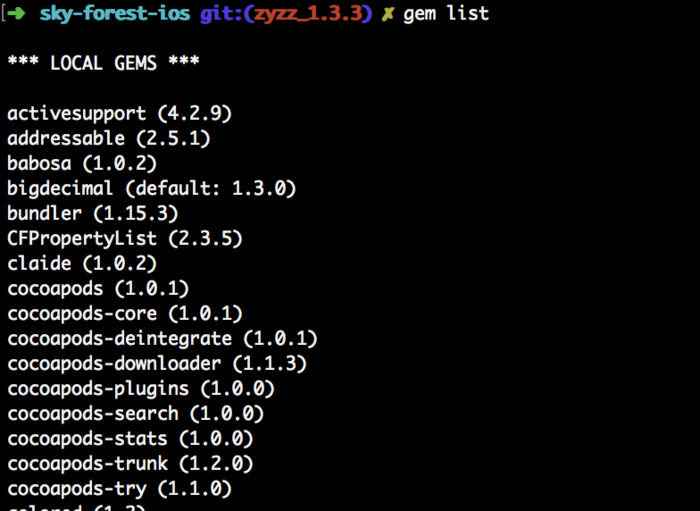 [➜ sky-forest-ios git:(zyzz_1.3.3) ✗ gem list
*** LOCAL GEMS ***
activesupport (4.2.9)
addressable (2.5.1)
babosa (1.0.2)
bigdecimal (default: 1.3.0)
bundler (1.15.3)
CFPropertyList (2.3.5)
claide (1.0.2)
cocoapods (1.0.1)
cocoapods-core (1.0.1)
cocoapods-deintegrate (1.0.1)
cocoapods-downloader (1.1.3)
cocoapods-plugins (1.0.0)
cocoapods-search (1.0.0)
cocoapods-stats (1.0.0)
cocoapods-trunk (1.2.0)
cocoapods-try (1.1.0)